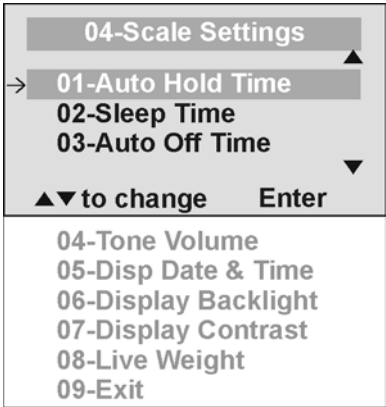 04-Scale Settings
▲
→ 01-Auto Hold Time
02-Sleep Time
03-Auto Off Time
▼
▲▼ to change Enter
04-Tone Volume
05-Disp Date & Time
06-Display Backlight
07-Display Contrast
08-Live Weight
09-Exit